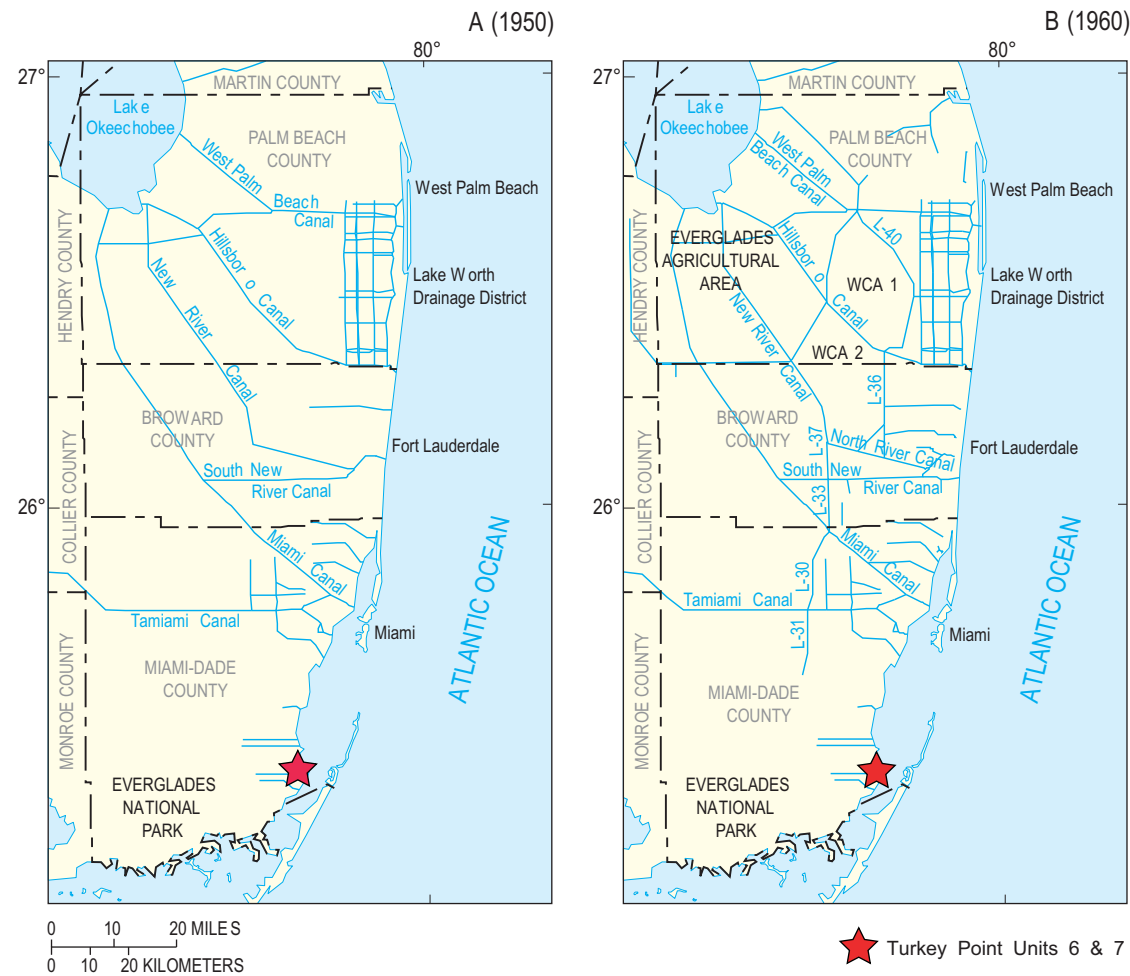 A (1950)
80°
27°
MARTIN COUNTY
Lake
Okeechobee
PALM BEACH
COUNTY
West Palm
Beach
Canal
West Palm Beach
HENDRY COUNTY
Hillsboro Canal
New River Canal
Lake Worth
Drainage District
BROWARD
COUNTY
Fort Lauderdale
South New
River Canal
COLLIER COUNTY
26°
Miami Canal
Tamiami Canal
Miami
ATLANTIC OCEAN
MIAMI-DADE
COUNTY
MONROE COUNTY
EVERGLADES
NATIONAL
PARK
0 10 20 MILES
0 10 20 KILOMETERS
B (1960)
80°
27°
MARTIN COUNTY
Lake
Okeechobee
PALM BEACH
COUNTY
West Palm
Beach Canal
West Palm Beach
L-40
HENDRY COUNTY
EVERGLADES
AGRICULTURAL
AREA
Hillsboro Canal
WCA 1
Lake Worth
Drainage District
New River Canal
WCA 2
L-36
BROWARD
COUNTY
L-37
North River Canal
Fort Lauderdale
South New
River Canal
L-33
COLLIER COUNTY
26°
Miami Canal
L-30
Tamiami Canal
L-31
Miami
ATLANTIC OCEAN
MIAMI-DADE
COUNTY
MONROE COUNTY
EVERGLADES
NATIONAL
PARK
Turkey Point Units 6 & 7